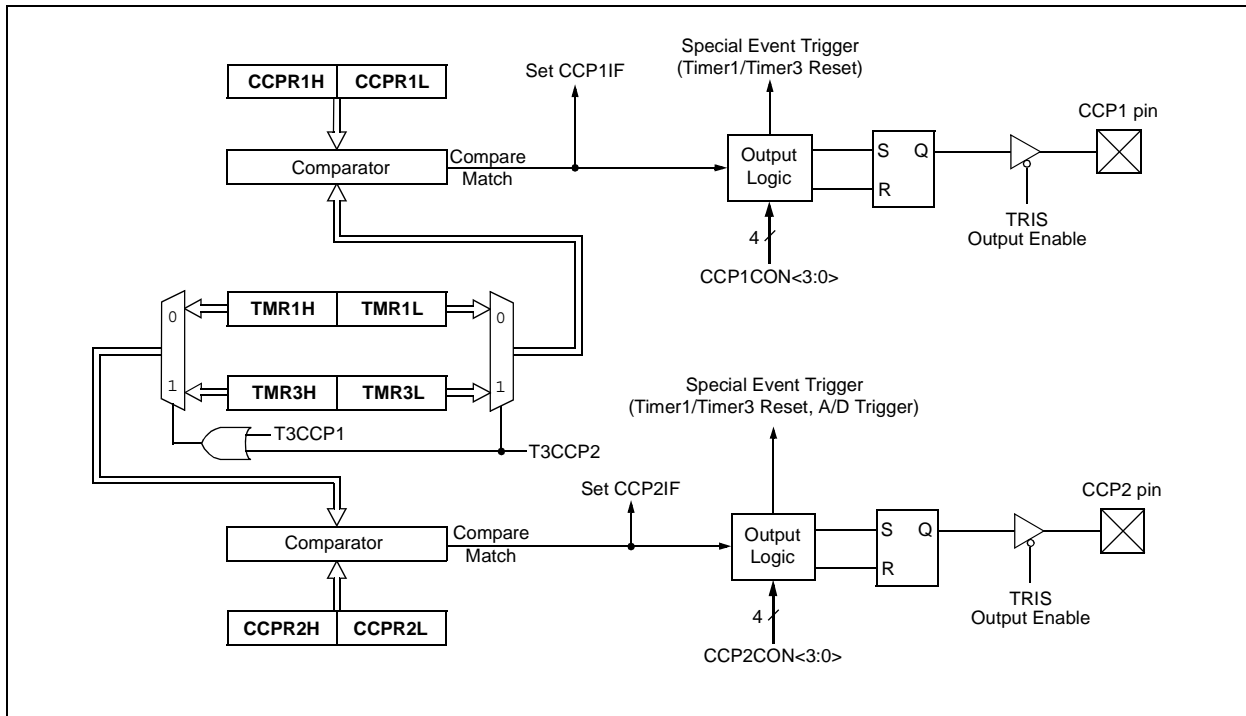 CCPR1H CCPR1L
Set CCP1IF
Special Event Trigger
(Timer1/Timer3 Reset)
CCP1 pin
Comparator
Compare
Match
Output
Logic
S Q
R
TRIS
Output Enable
4
CCP1CON<3:0>
0
TMR1H TMR1L
0
1
TMR3H TMR3L
1
T3CCP1
T3CCP2
Special Event Trigger
(Timer1/Timer3 Reset, A/D Trigger)
Set CCP2IF
CCP2 pin
Comparator
Compare
Match
Output
Logic
S Q
R
TRIS
Output Enable
4
CCPR2H CCPR2L
CCP2CON<3:0>